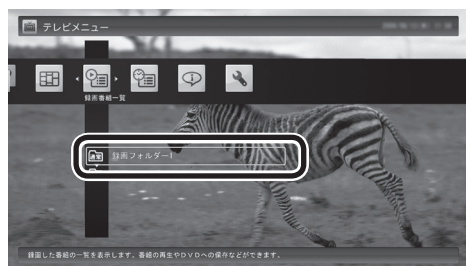 テレビメニュー
録画番組一覧
通常 録画フォルダー1
録画した番組の一覧を表示します。番組の再生やDVDへの保存などができます。